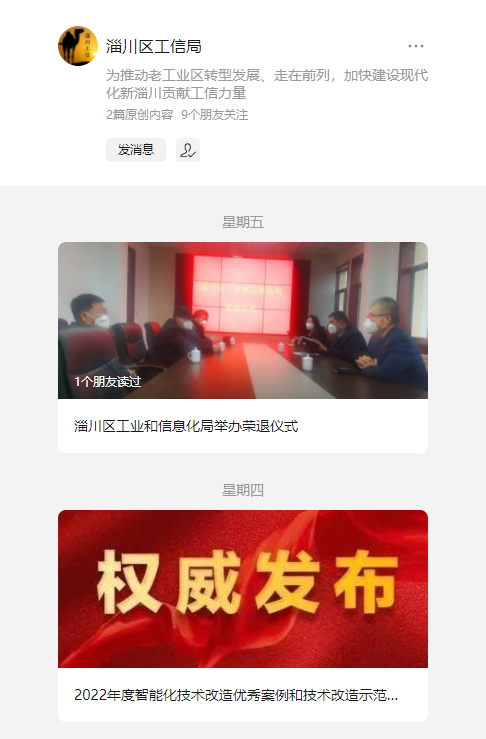 淄川区工信局
为推动老工业区转型发展、走在前列，加快建设现代
化新淄川贡献工信力量
2篇原创内容 9个朋友关注
发消息
星期五
1个朋友读过
淄川区工业和信息化局举办荣退仪式
星期四
权威发布
2022年度智能化技术改造优秀案例和技术改造示范...